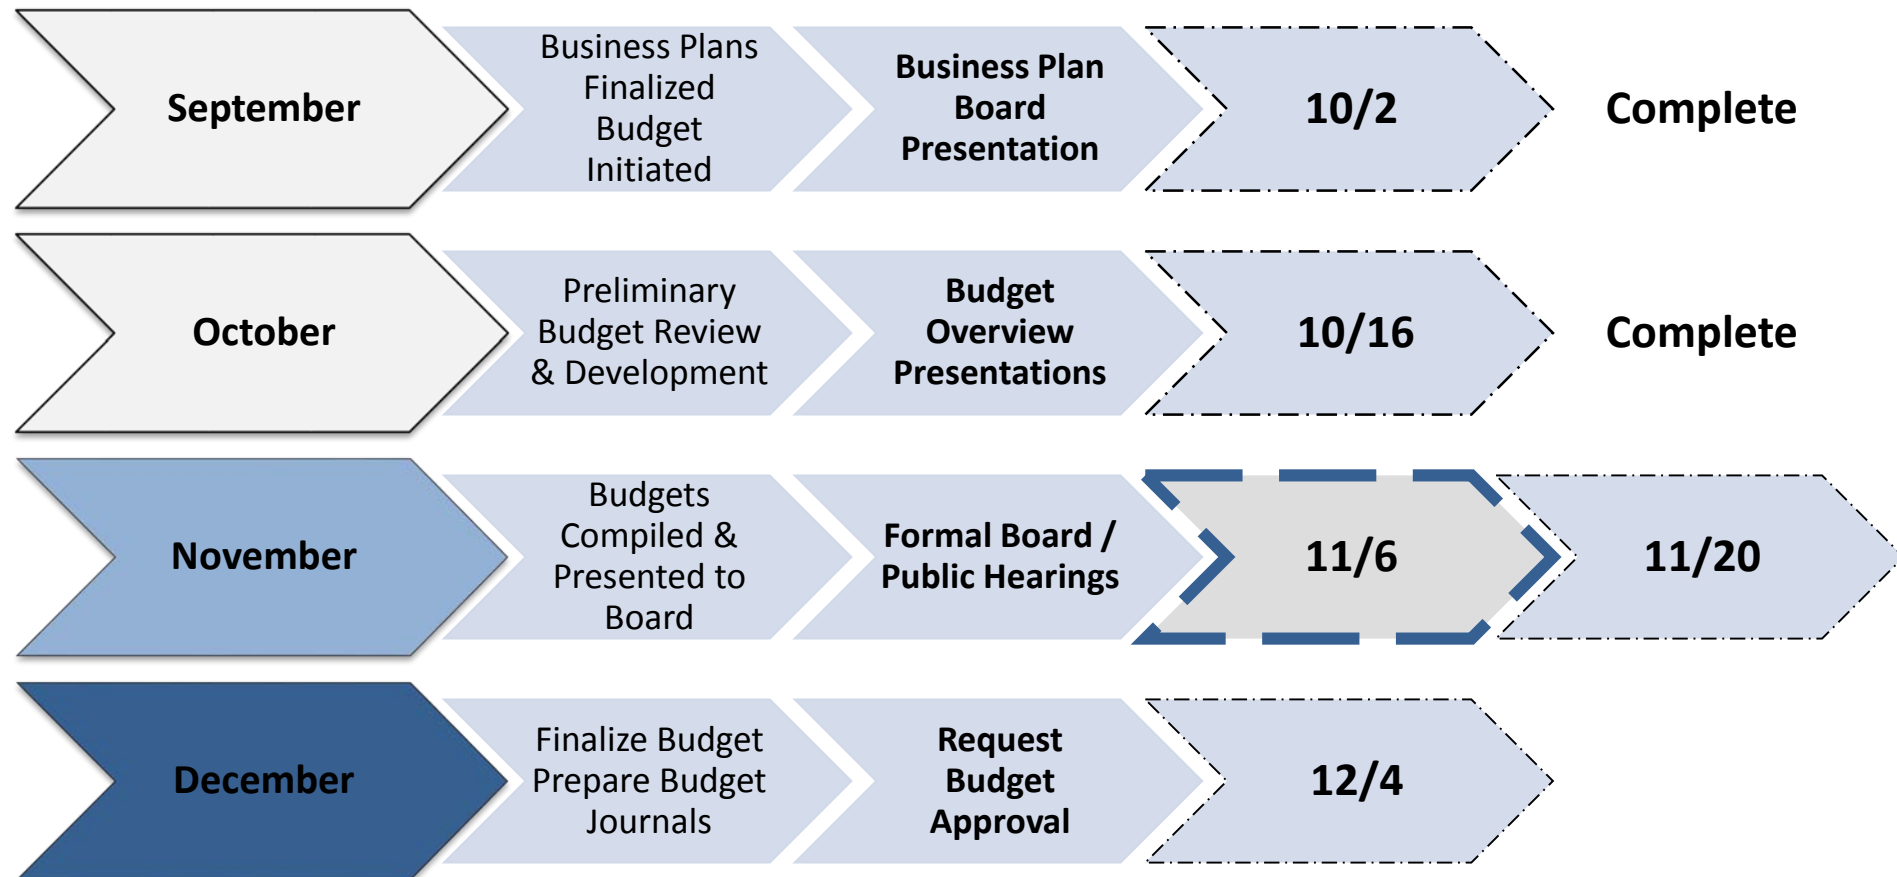 September
Business Plans
Finalized
Budget
Initiated
Business Plan
Board
Presentation
10/2
Complete
October
Preliminary
Budget Review
& Development
Budget
Overview
Presentations
10/16
Complete
November
Budgets
Compiled &
Presented to
Board
Formal Board /
Public Hearings
11/6
11/20
December
Finalize Budget
Prepare Budget
Journals
Request
Budget
Approval
12/4